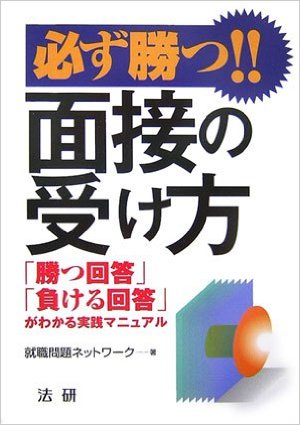 必ず勝つ!!
面接の
受け方
「勝つ回答」
「負ける回答」
がわかる実践マニュアル
就職問題ネットワーク──著
法研